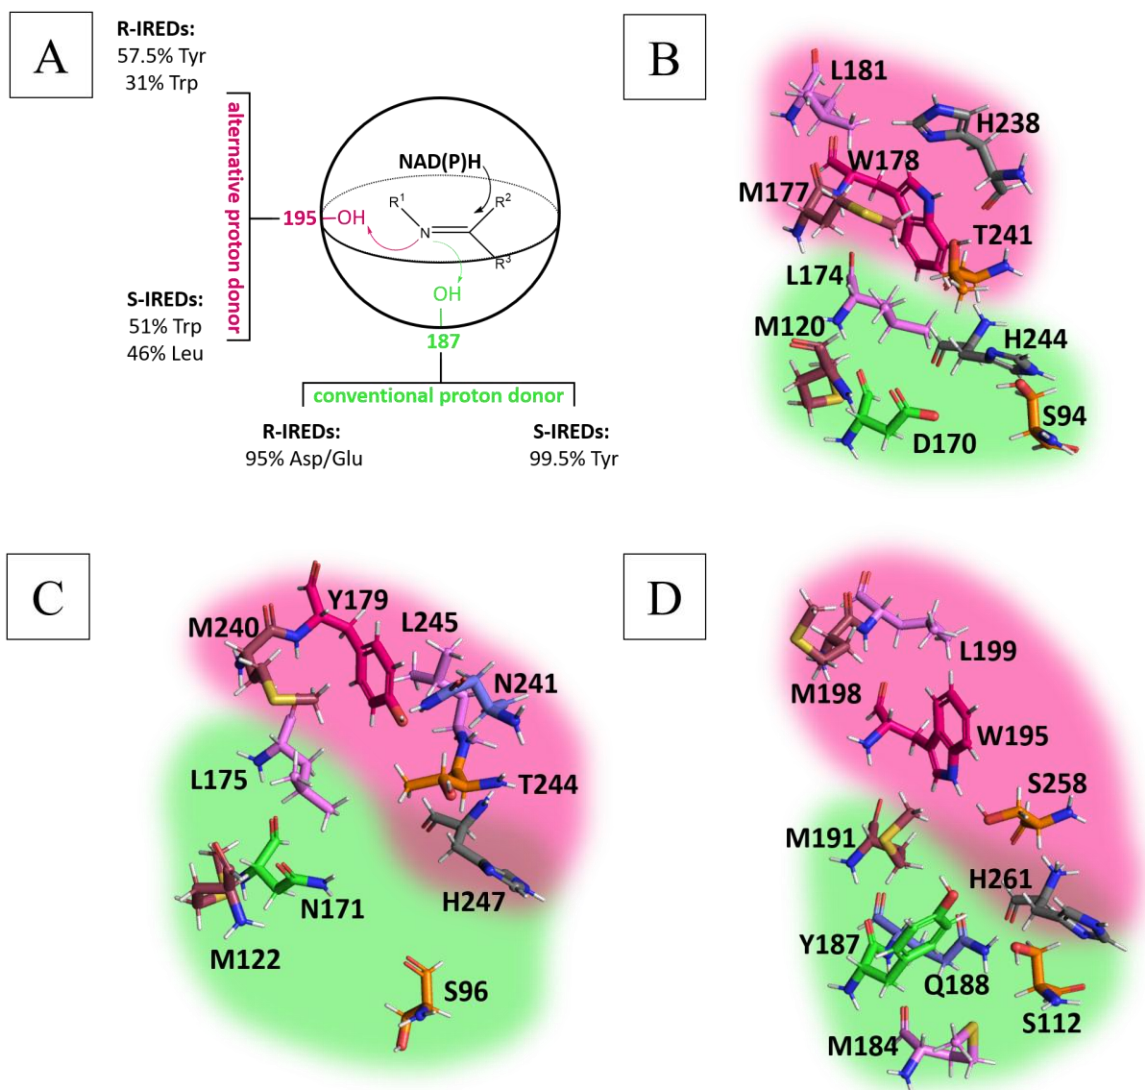 A
R-IREDs:
57.5% Tyr
31% Trp
alternative proton donor
S-IREDs:
51% Trp
46% Leu
NAD(P)H
R¹
R²
195
OH
N
R³
OH
187
conventional proton donor
R-IREDs:
95% Asp/Glu
S-IREDs:
99.5% Tyr
B
L181
H238
W178
M177
T241
L174
M120
H244
S94
D170
C
Y179
M240
L245
N241
L175
T244
N171
H247
M122
S96
D
L199
M198
W195
S258
M191
H261
Y187
Q188
S112
M184